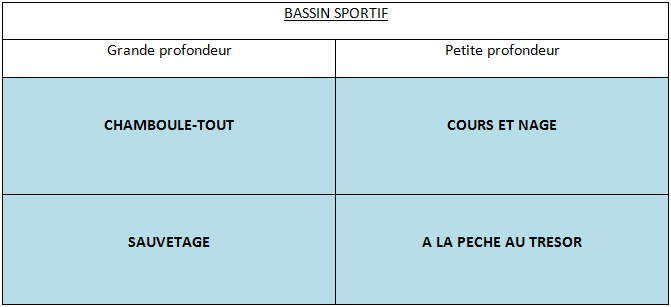 BASSIN SPORTIF
Grande profondeur Petite profondeur
CHAMBOULE-TOUT COURS ET NAGE
SAUVETAGE A LA PECHE AU TRESOR